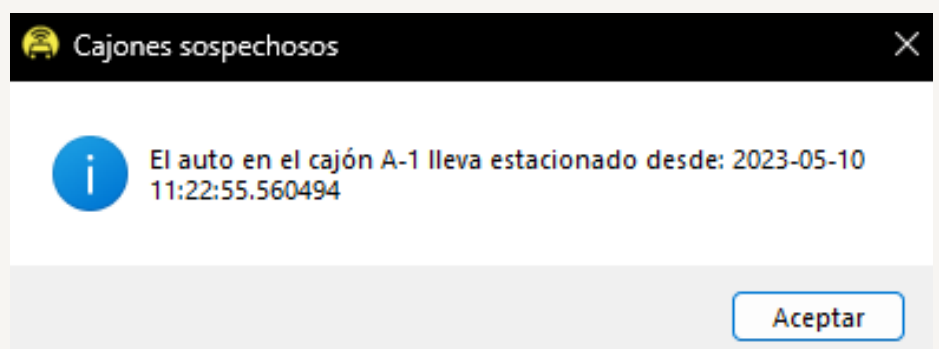 Cajones sospechosos
El auto en el cajón A-1 lleva estacionado desde: 2023-05-10
11:22:55.560494
Aceptar